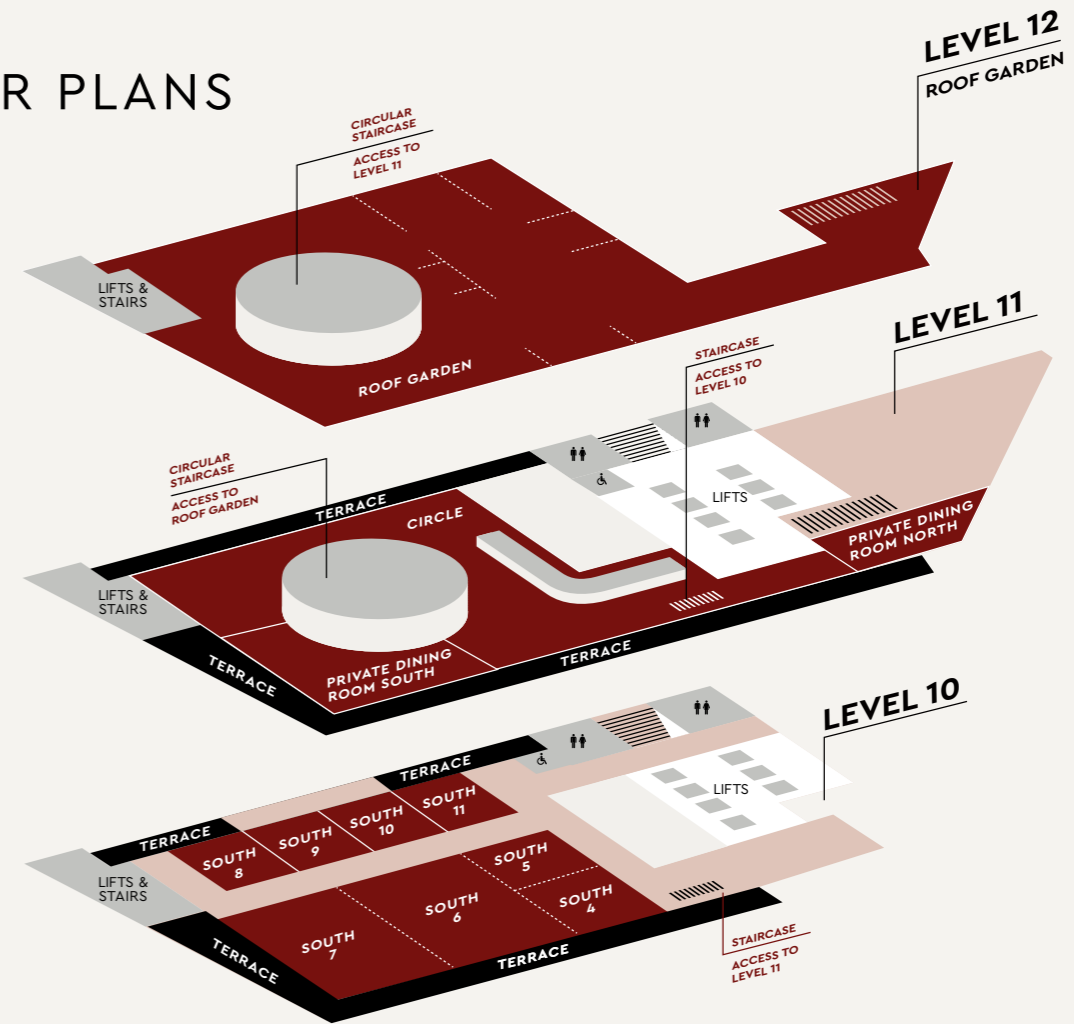 R PLANS
LEVEL 12
ROOF GARDEN
CIRCULAR
STAIRCASE
ACCESS TO
LEVEL 11
LIFTS &
STAIRS
ROOF GARDEN
LEVEL 11
STAIRCASE
ACCESS TO
LEVEL 10
CIRCULAR
STAIRCASE
ACCESS TO
ROOF GARDEN
TERRACE
CIRCLE
LIFTS
PRIVATE DINING
ROOM NORTH
LIFTS &
STAIRS
TERRACE
PRIVATE DINING
ROOM SOUTH
TERRACE
LEVEL 10
TERRACE
TERRACE
LIFTS
SOUTH
8
SOUTH
9
SOUTH
10
SOUTH
11
LIFTS &
STAIRS
SOUTH
5
SOUTH
4
SOUTH
6
SOUTH
7
TERRACE
TERRACE
STAIRCASE
ACCESS TO
LEVEL 11